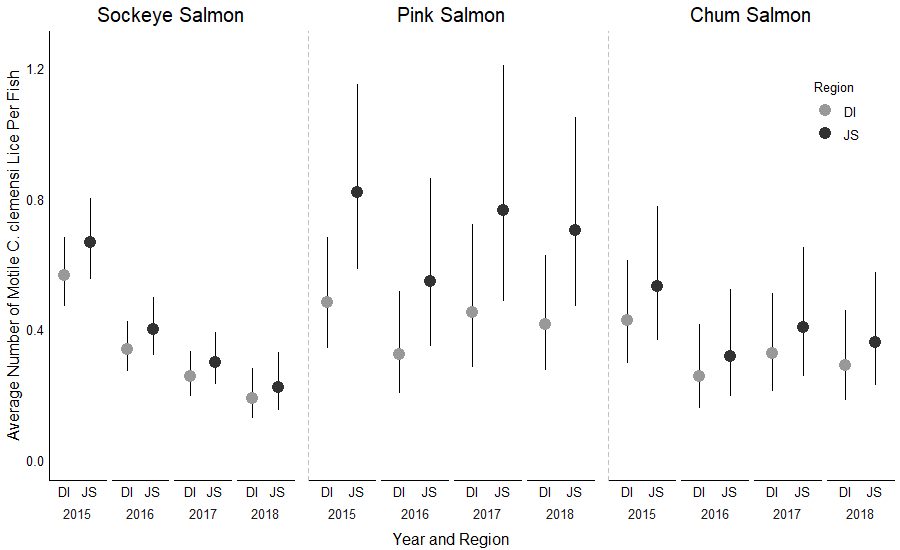 Sockeye Salmon Pink Salmon Chum Salmon
Average Number of Motile C. clemensi Lice Per Fish
1.2
0.8
0.4
0.0
Region
DI
JS
DI JS DI JS DI JS DI JS DI JS DI JS DI JS DI JS DI JS DI JS DI JS DI JS
2015 2016 2017 2018 2015 2016 2017 2018 2015 2016 2017 2018
Year and Region